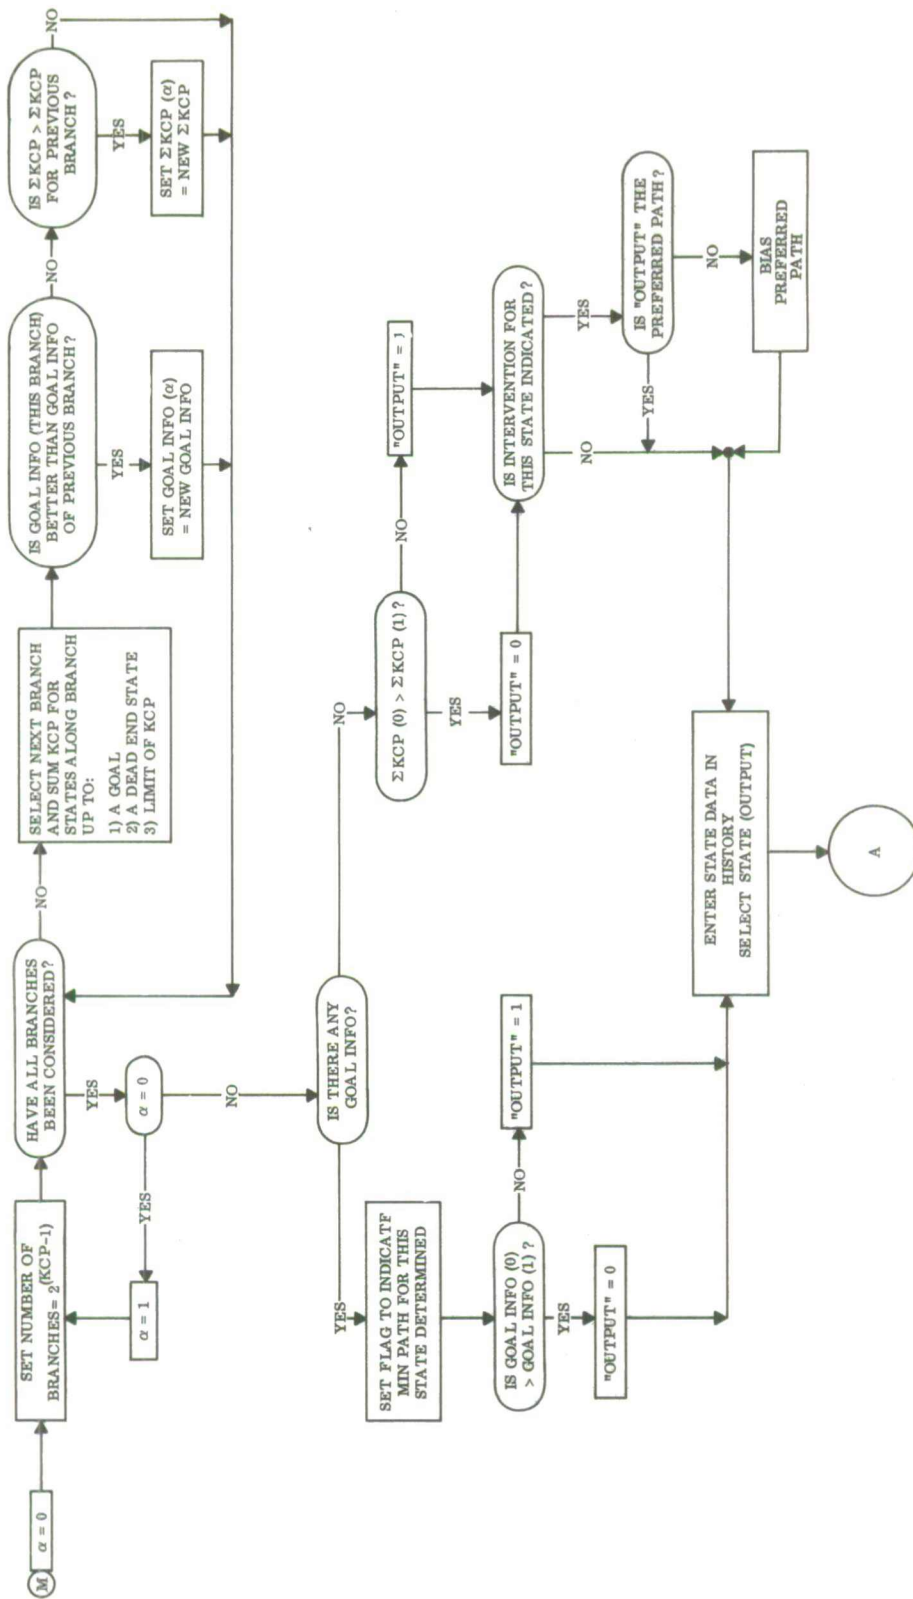 M
α = 0
SET NUMBER OF
BRANCHES = 2(KCP-1)
α = 1
YES
HAVE ALL BRANCHES
BEEN CONSIDERED?
YES
α = 0
NO
NO
SELECT NEXT BRANCH
AND SUM KCP FOR
STATES ALONG BRANCH
UP TO:
1) A GOAL
2) A DEAD END STATE
3) LIMIT OF KCP
IS GOAL INFO (THIS BRANCH)
BETTER THAN GOAL INFO
OF PREVIOUS BRANCH?
YES
SET GOAL INFO (α)
= NEW GOAL INFO
NO
IS ΣKCP > ΣKCP
FOR PREVIOUS
BRANCH?
YES
SET ΣKCP (α)
= NEW ΣKCP
NO
IS THERE ANY
GOAL INFO?
YES
SET FLAG TO INDICATF
MIN PATH FOR THIS
STATE DETERMINED
IS GOAL INFO (0)
> GOAL INFO (1)?
YES
"OUTPUT" = 0
NO
"OUTPUT" = 1
NO
ΣKCP (0) > ΣKCP (1)?
YES
"OUTPUT" = 0
NO
"OUTPUT" = 1
IS INTERVENTION FOR
THIS STATE INDICATED?
NO
YES
IS "OUTPUT" THE
PREFERRED PATH?
YES
NO
BIAS
PREFERRED
PATH
ENTER STATE DATA IN
HISTORY
SELECT STATE (OUTPUT)
A